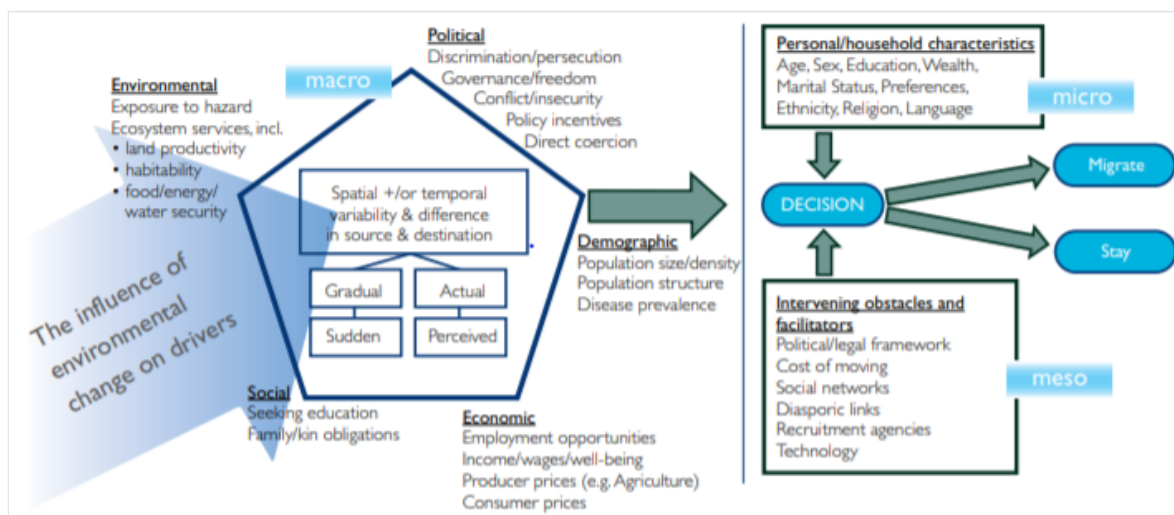 Political
Discrimination/persecution
Governance/freedom
Conflict/insecurity
Policy incentives
Direct coercion
macro
Environmental
Exposure to hazard
Ecosystem services, incl.
• land productivity
• habitability
• food/energy/
water security
The influence of
environmental
change on drivers
Spatial +/or temporal
variability & difference
in source & destination
Gradual
Actual
Sudden
Perceived
Demographic
Population size/density
Population structure
Disease prevalence
Social
Seeking education
Family/kin obligations
Economic
Employment opportunities
Income/wages/well-being
Producer prices (e.g. Agriculture)
Consumer prices
Personal/household characteristics
Age, Sex, Education, Wealth,
Marital Status, Preferences,
Ethnicity, Religion, Language
micro
DECISION
Migrate
Stay
Intervening obstacles and
facilitators
Political/legal framework
Cost of moving
Social networks
Diasporic links
Recruitment agencies
Technology
meso